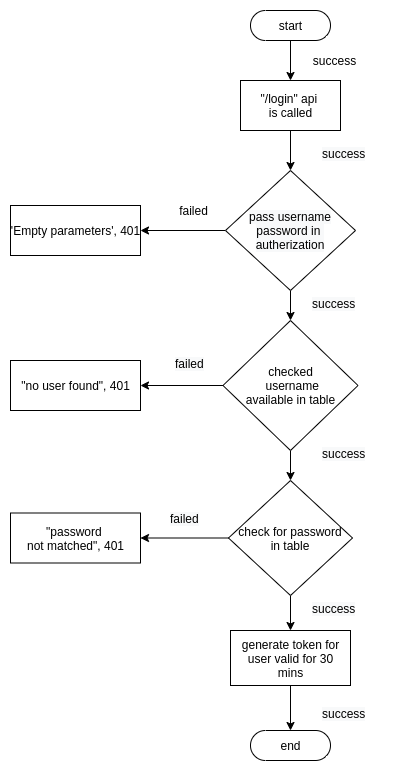 start
success
"/login" api
is called
success
pass username
password in
autherization
failed
'Empty parameters', 401
success
checked
username
available in table
failed
"no user found", 401
success
check for password
in table
failed
"password
not matched", 401
success
generate token for
user valid for 30
mins
success
end